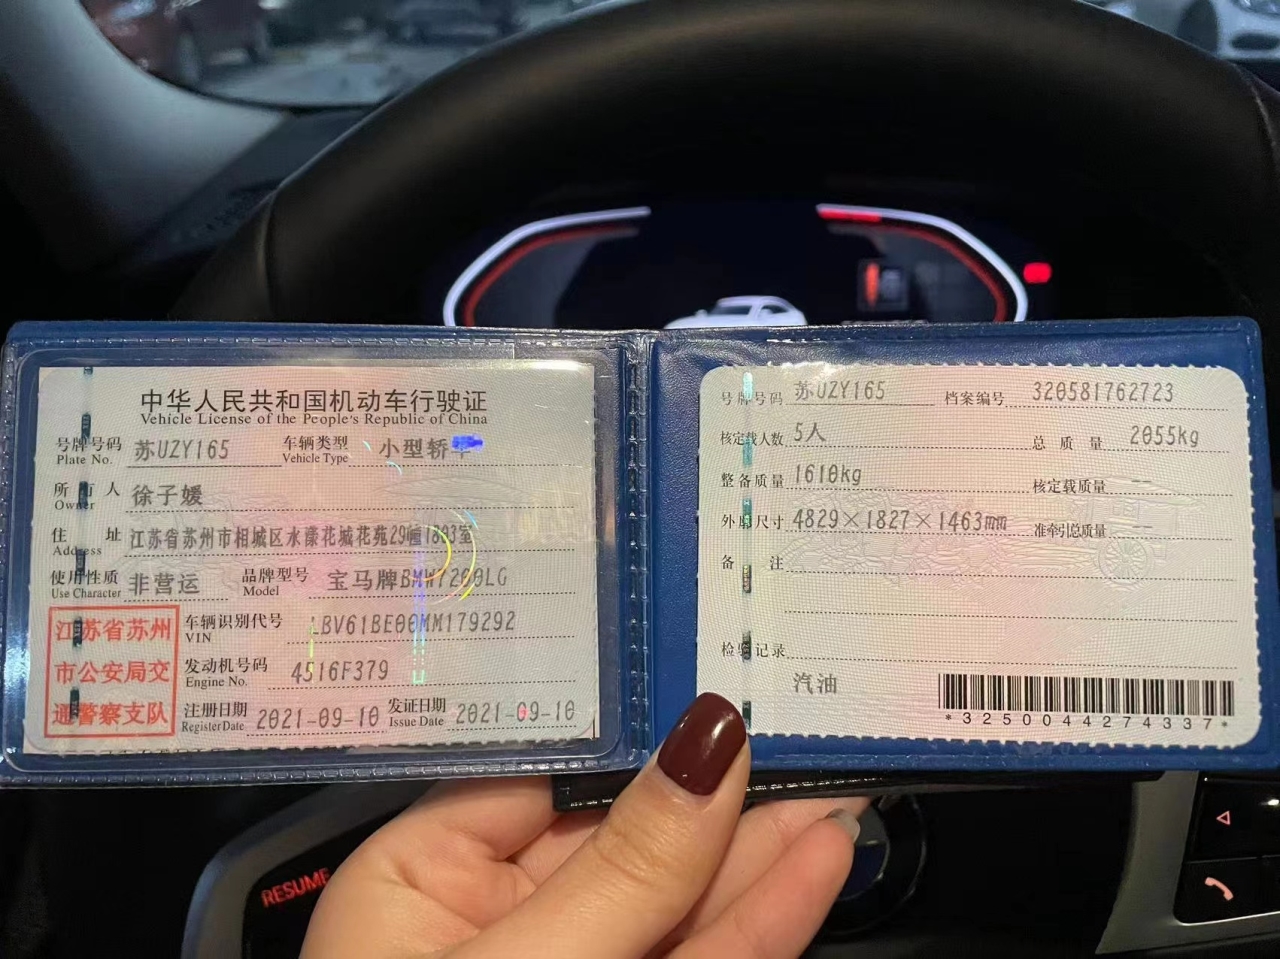 中华人民共和国机动车行驶证
Vehicle License of the People's Republic of China
号牌号码 Plate No. 苏UZY165 车辆类型 Vehicle Type 小型轿车
所有人 Owner 徐子媛
住址 Address 江苏省苏州市相城区水漾花城花苑29幢1803室
使用性质 Use Character 非营运 品牌型号 Model 宝马牌BMW7200LG
江苏省苏州
市公安局交
通警察支队
车辆识别代号 VIN LBV61BE00MM179292
发动机号码 Engine No. 4516F379
注册日期 Register Date 2021-09-10 发证日期 Issue Date 2021-09-10
号牌号码 苏UZY165 档案编号 320581762723
核定载人数 5人 总质量 2055kg
整备质量 1610kg 核定载质量 --
外廓尺寸 4829×1827×1463mm 准牵引总质量 --
备注
检验记录
汽油
*3250044274337*
RESUME